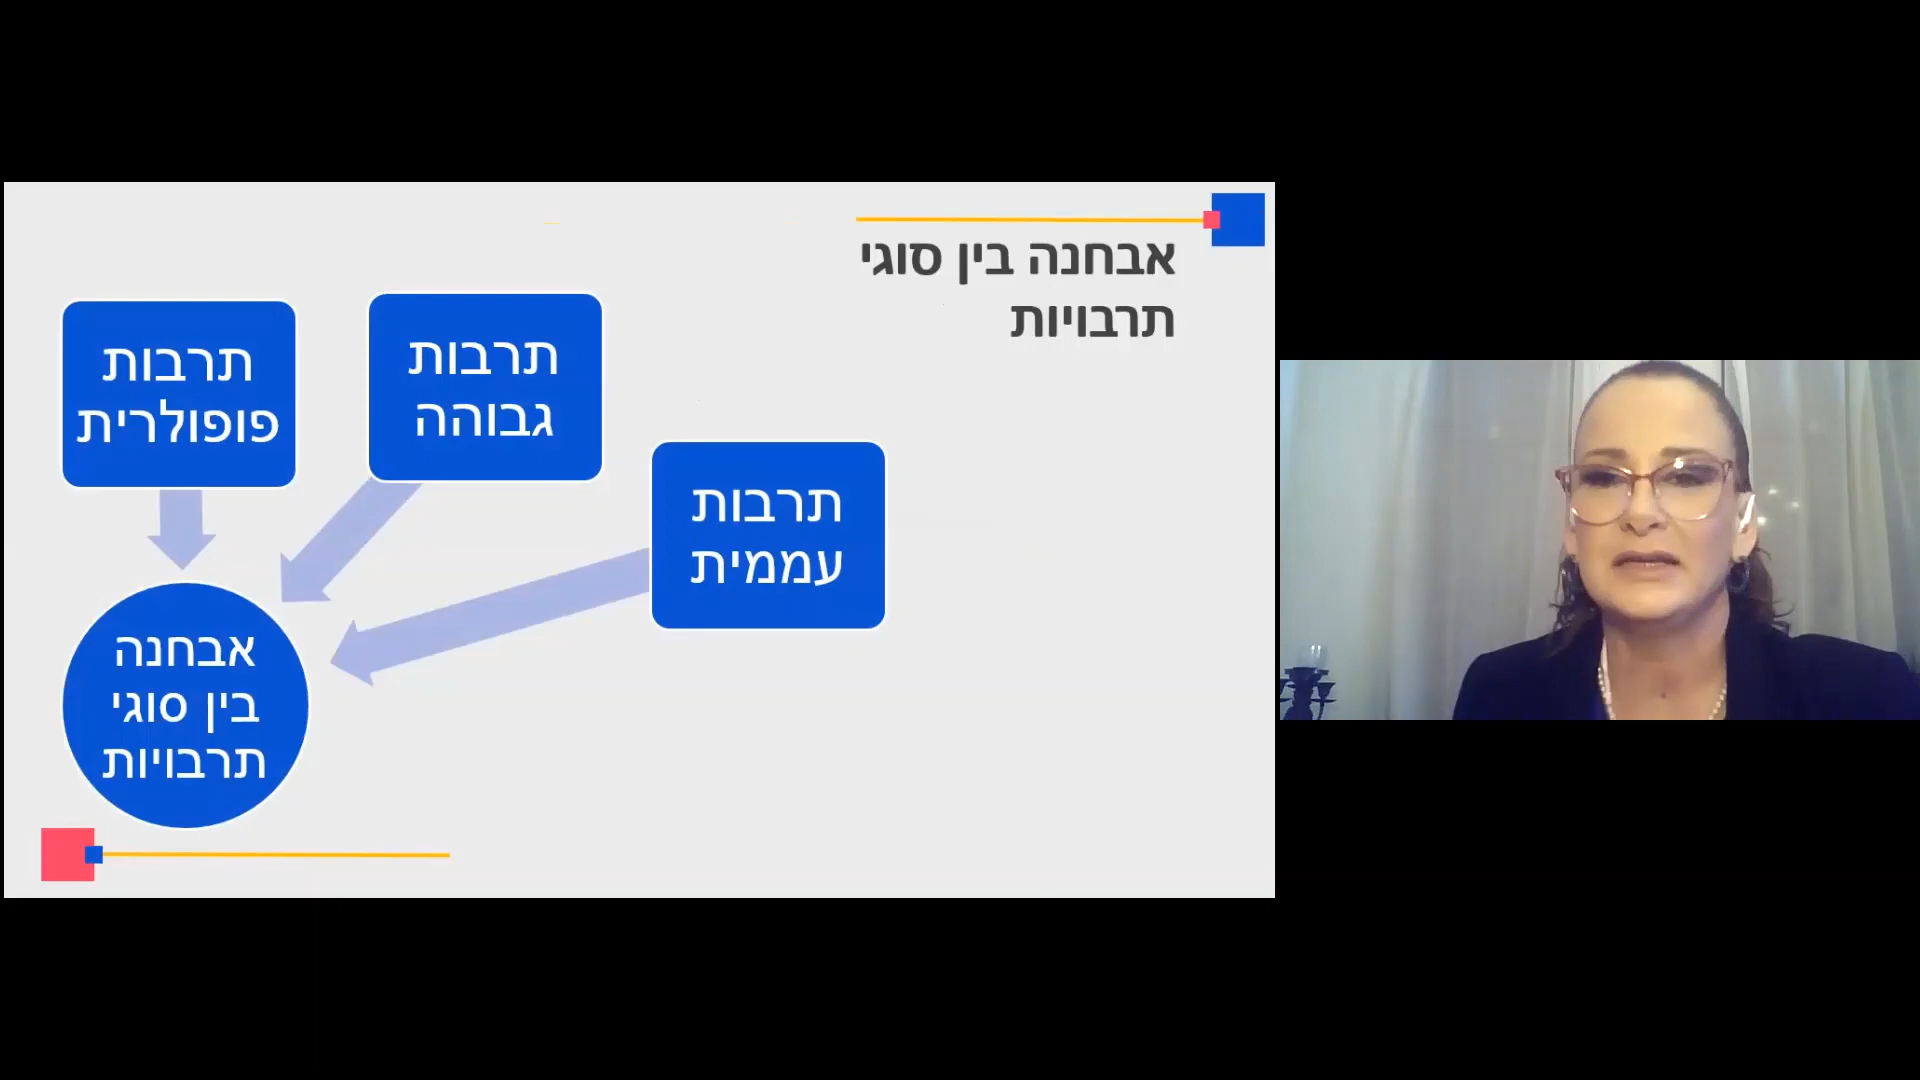 אבחנה בין סוגי
תרבויות
תרבות
עממית
תרבות
גבוהה
תרבות
פופולרית
אבחנה
בין סוגי
תרבויות